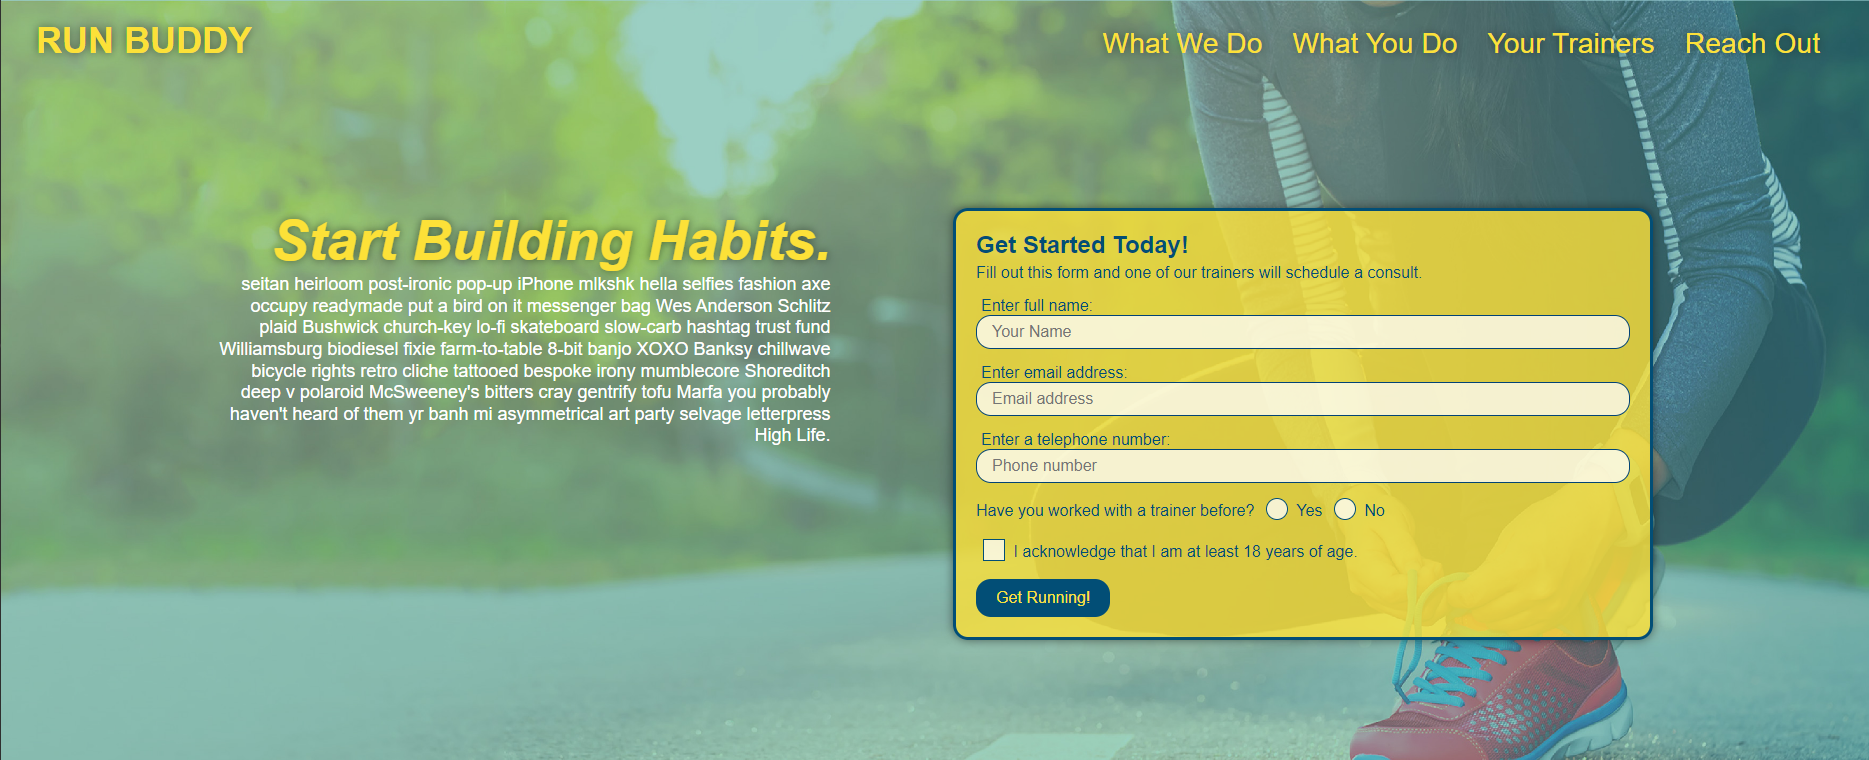 RUN BUDDY
What We Do What You Do Your Trainers Reach Out
Start Building Habits.
seitan heirloom post-ironic pop-up iPhone mlkshk hella selfies fashion axe
occupy readymade put a bird on it messenger bag Wes Anderson Schlitz
plaid Bushwick church-key lo-fi skateboard slow-carb hashtag trust fund
Williamsburg biodiesel fixie farm-to-table 8-bit banjo XOXO Banksy chillwave
bicycle rights retro cliche tattooed bespoke irony mumblecore Shoreditch
deep v polaroid McSweeney's bitters cray gentrify tofu Marfa you probably
haven't heard of them yr banh mi asymmetrical art party selvage letterpress
High Life.
Get Started Today!
Fill out this form and one of our trainers will schedule a consult.
Enter full name:
Your Name
Enter email address:
Email address
Enter a telephone number:
Phone number
Have you worked with a trainer before? Yes No
I acknowledge that I am at least 18 years of age.
Get Running!